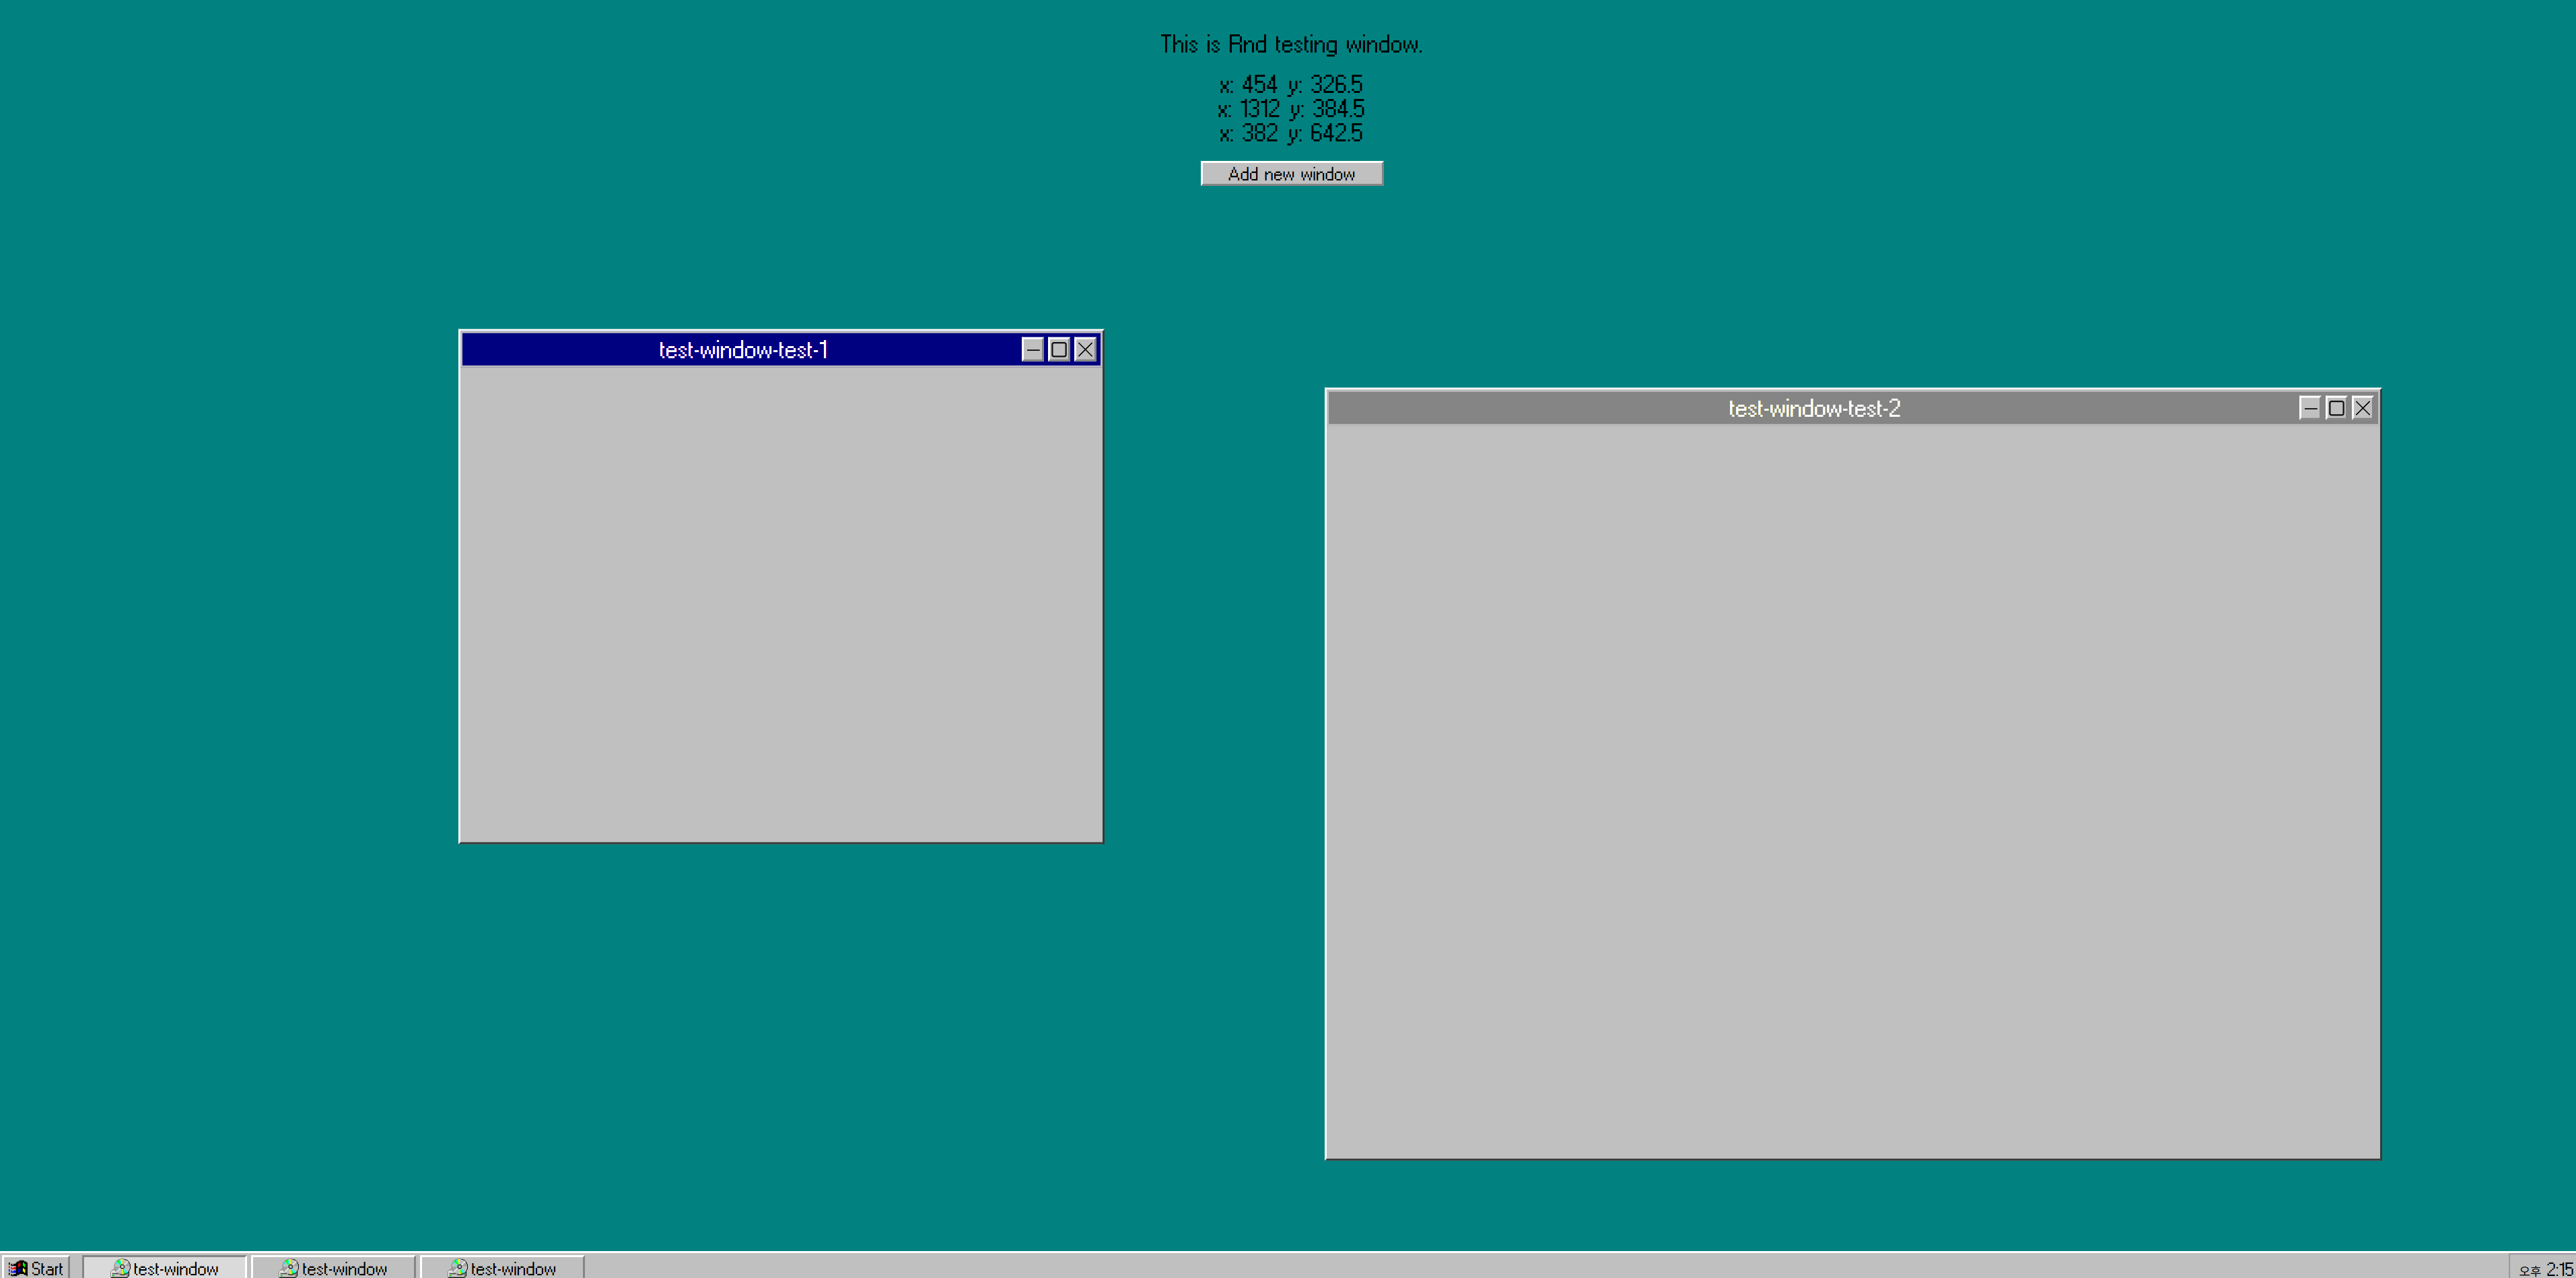 This is Rnd testing window.
x: 454 y: 326.5
x: 1312 y: 384.5
x: 382 y: 642.5
Add new window
test-window-test-1
test-window-test-2
Start test-window test-window test-window 오후 2:15